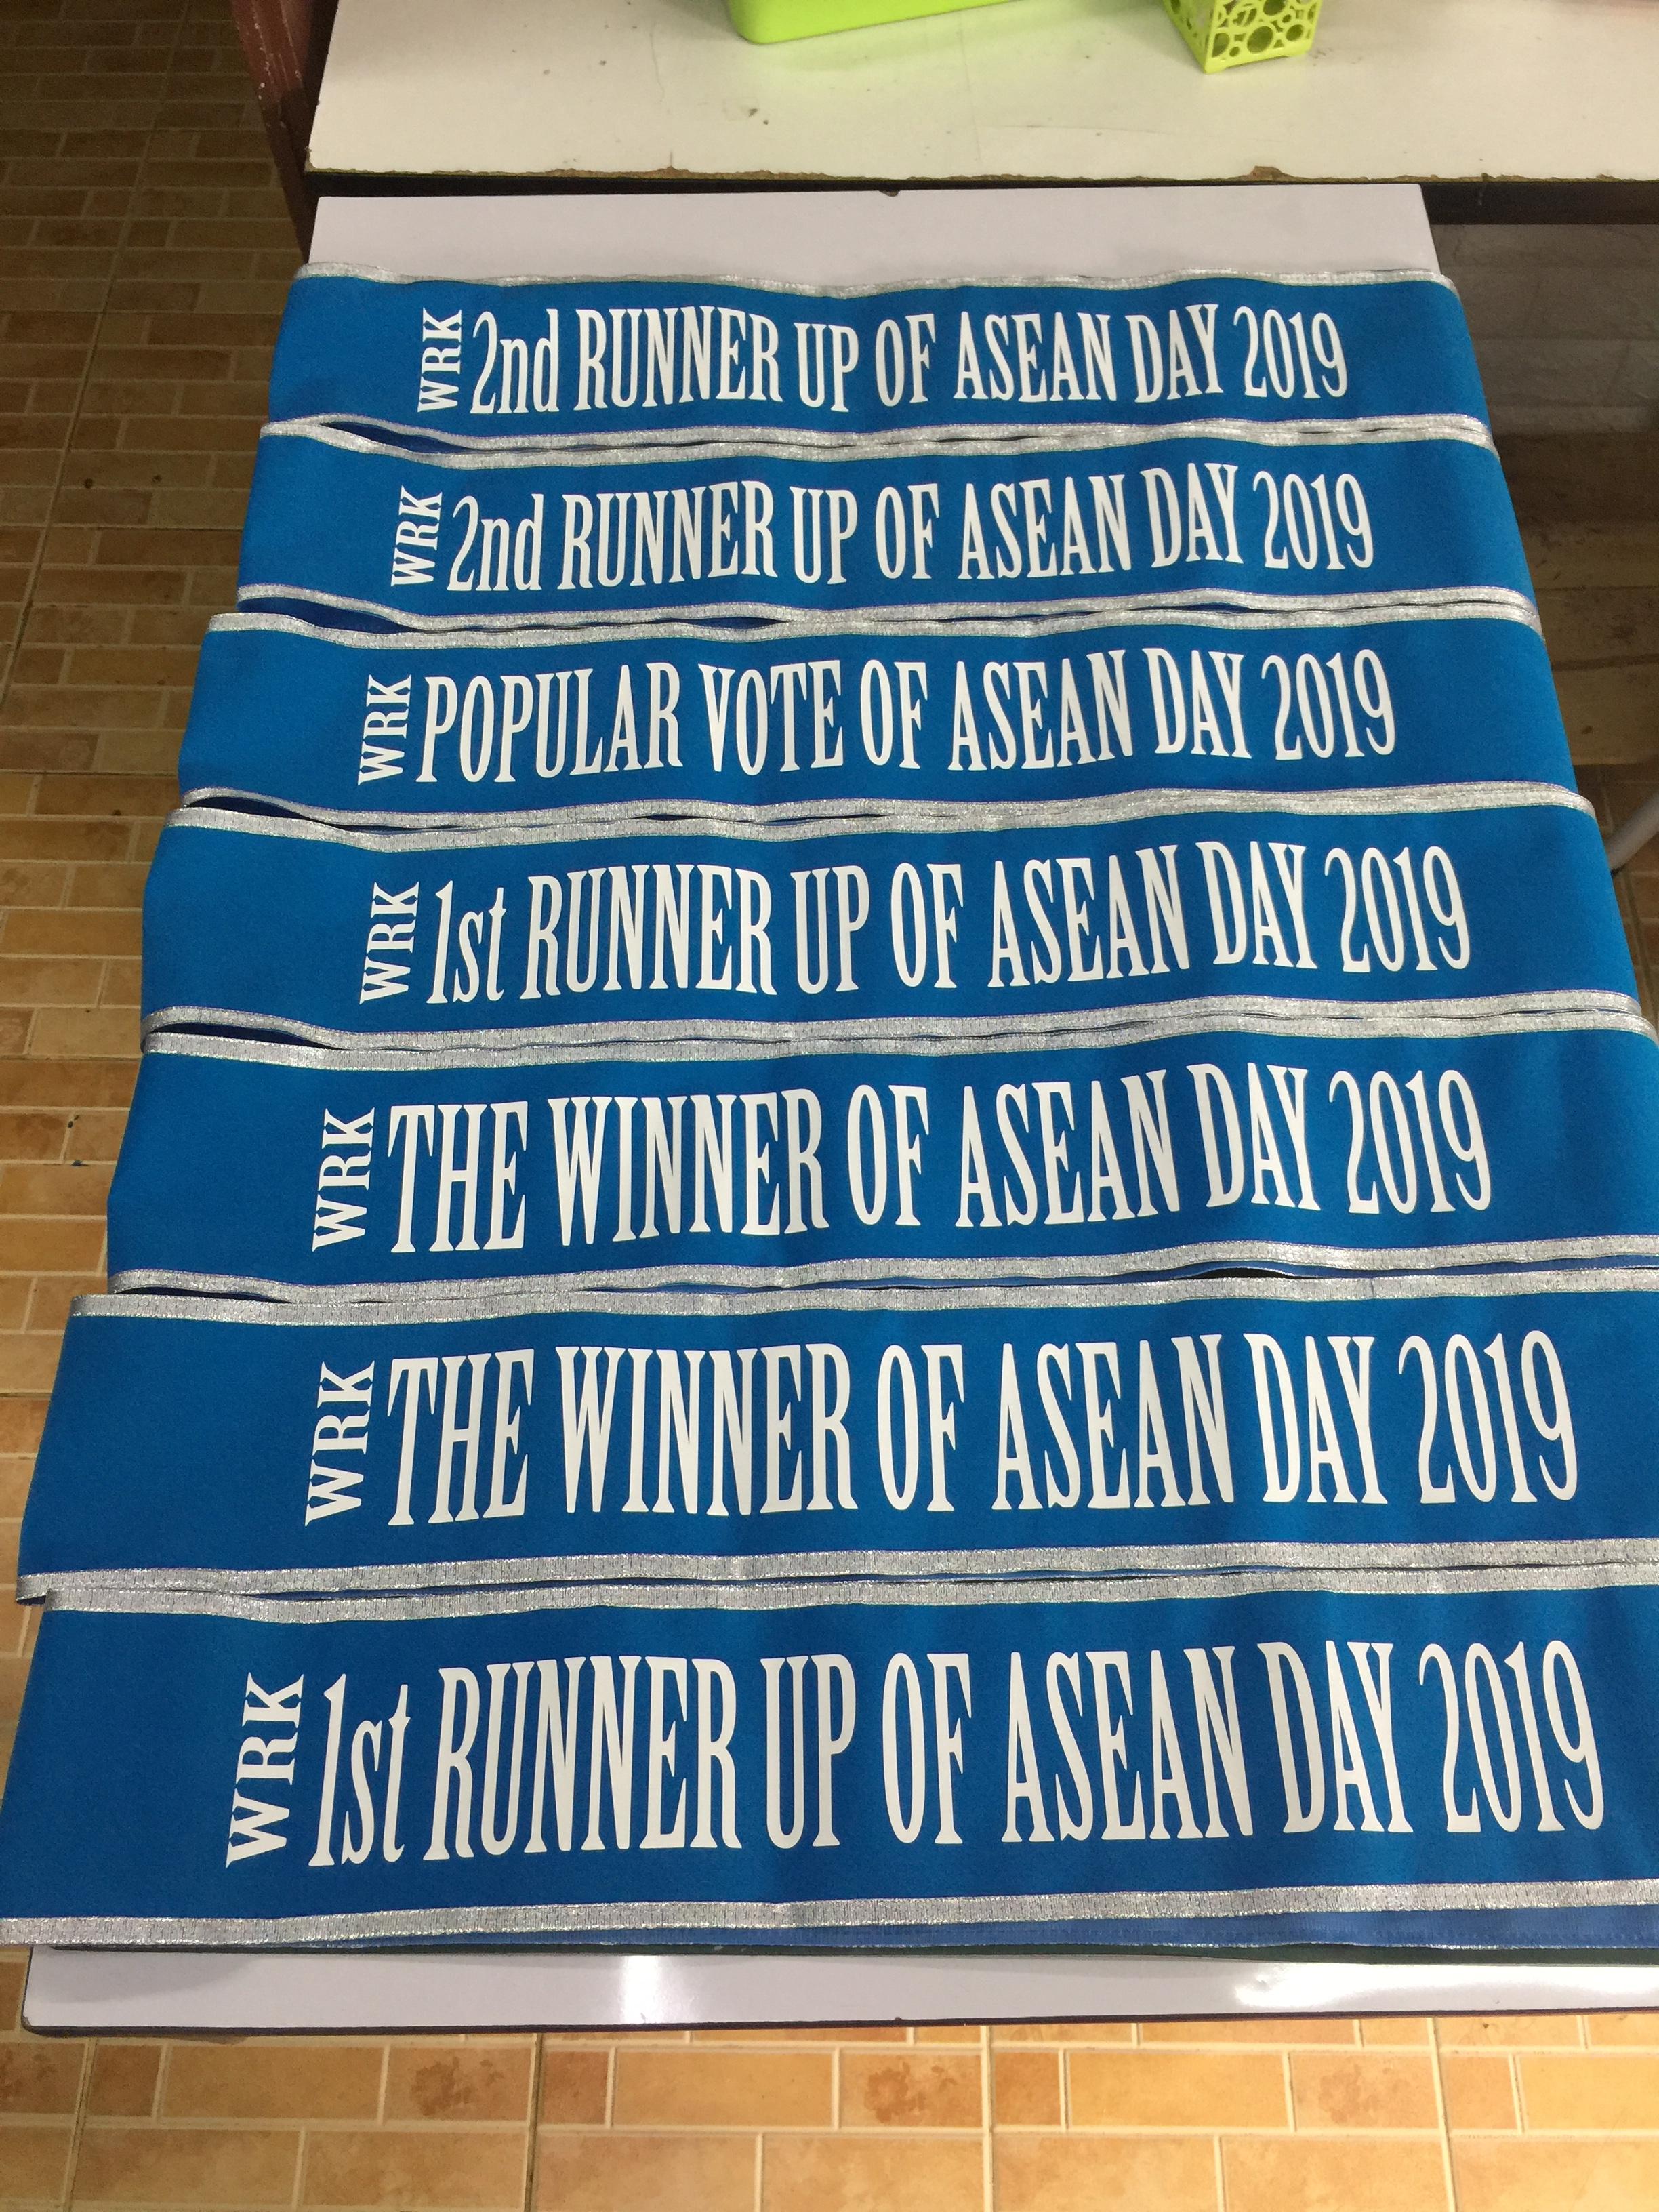 WRK 2nd RUNNER UP OF ASEAN DAY 2019
WRK 2nd RUNNER UP OF ASEAN DAY 2019
WRK POPULAR VOTE OF ASEAN DAY 2019
WRK 1st RUNNER UP OF ASEAN DAY 2019
WRK THE WINNER OF ASEAN DAY 2019
WRK THE WINNER OF ASEAN DAY 2019
WRK 1st RUNNER UP OF ASEAN DAY 2019